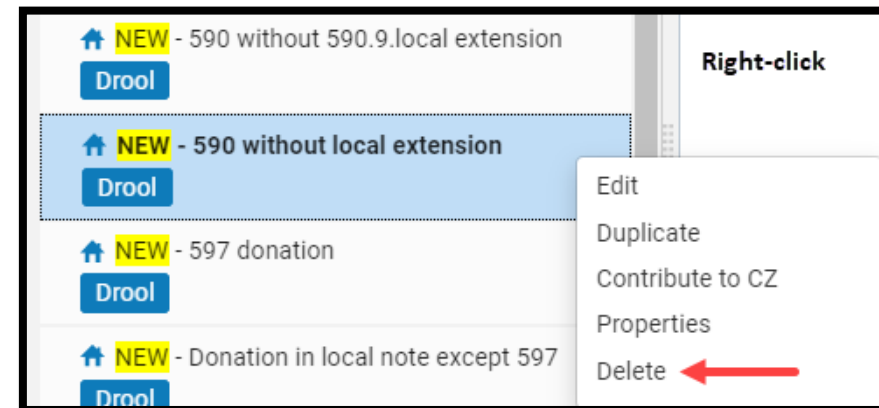 NEW - 590 without 590.9.local extension
Drool
Right-click
NEW - 590 without local extension
Drool
Edit
Duplicate
NEW - 597 donation
Drool
Contribute to CZ
Properties
NEW - Donation in local note except 597
Delete
Drool